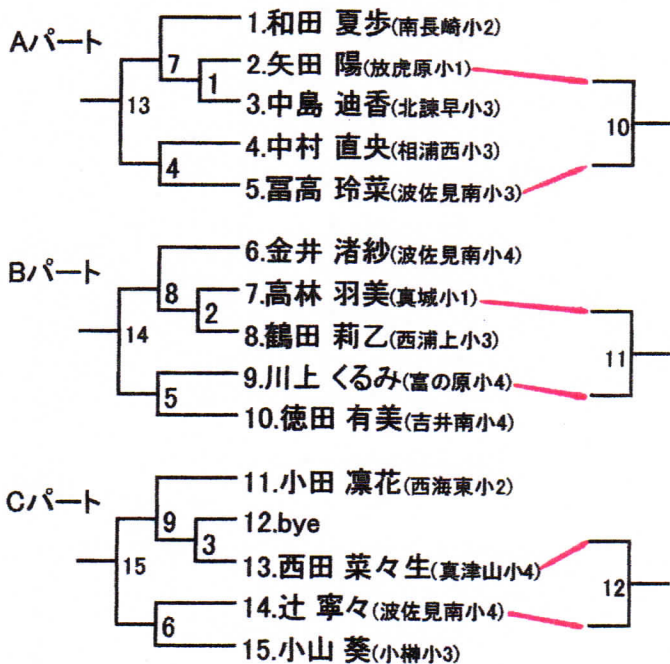 Aパート
1.和田 夏歩(南長崎小2)
2.矢田 陽(放虎原小1)
3.中島 迪香(北諫早小3)
4.中村 直央(相浦西小3)
5.冨高 玲菜(波佐見南小3)
7
1
13
4
10
Bパート
6.金井 渚紗(波佐見南小4)
7.高林 羽美(真城小1)
8.鶴田 莉乙(西浦上小3)
9.川上 くるみ(富の原小4)
10.徳田 有美(吉井南小4)
8
2
14
5
11
Cパート
11.小田 凛花(西海東小2)
12.bye
13.西田 菜々生(真津山小4)
14.辻 寧々(波佐見南小4)
15.小山 葵(小榊小3)
9
3
15
6
12